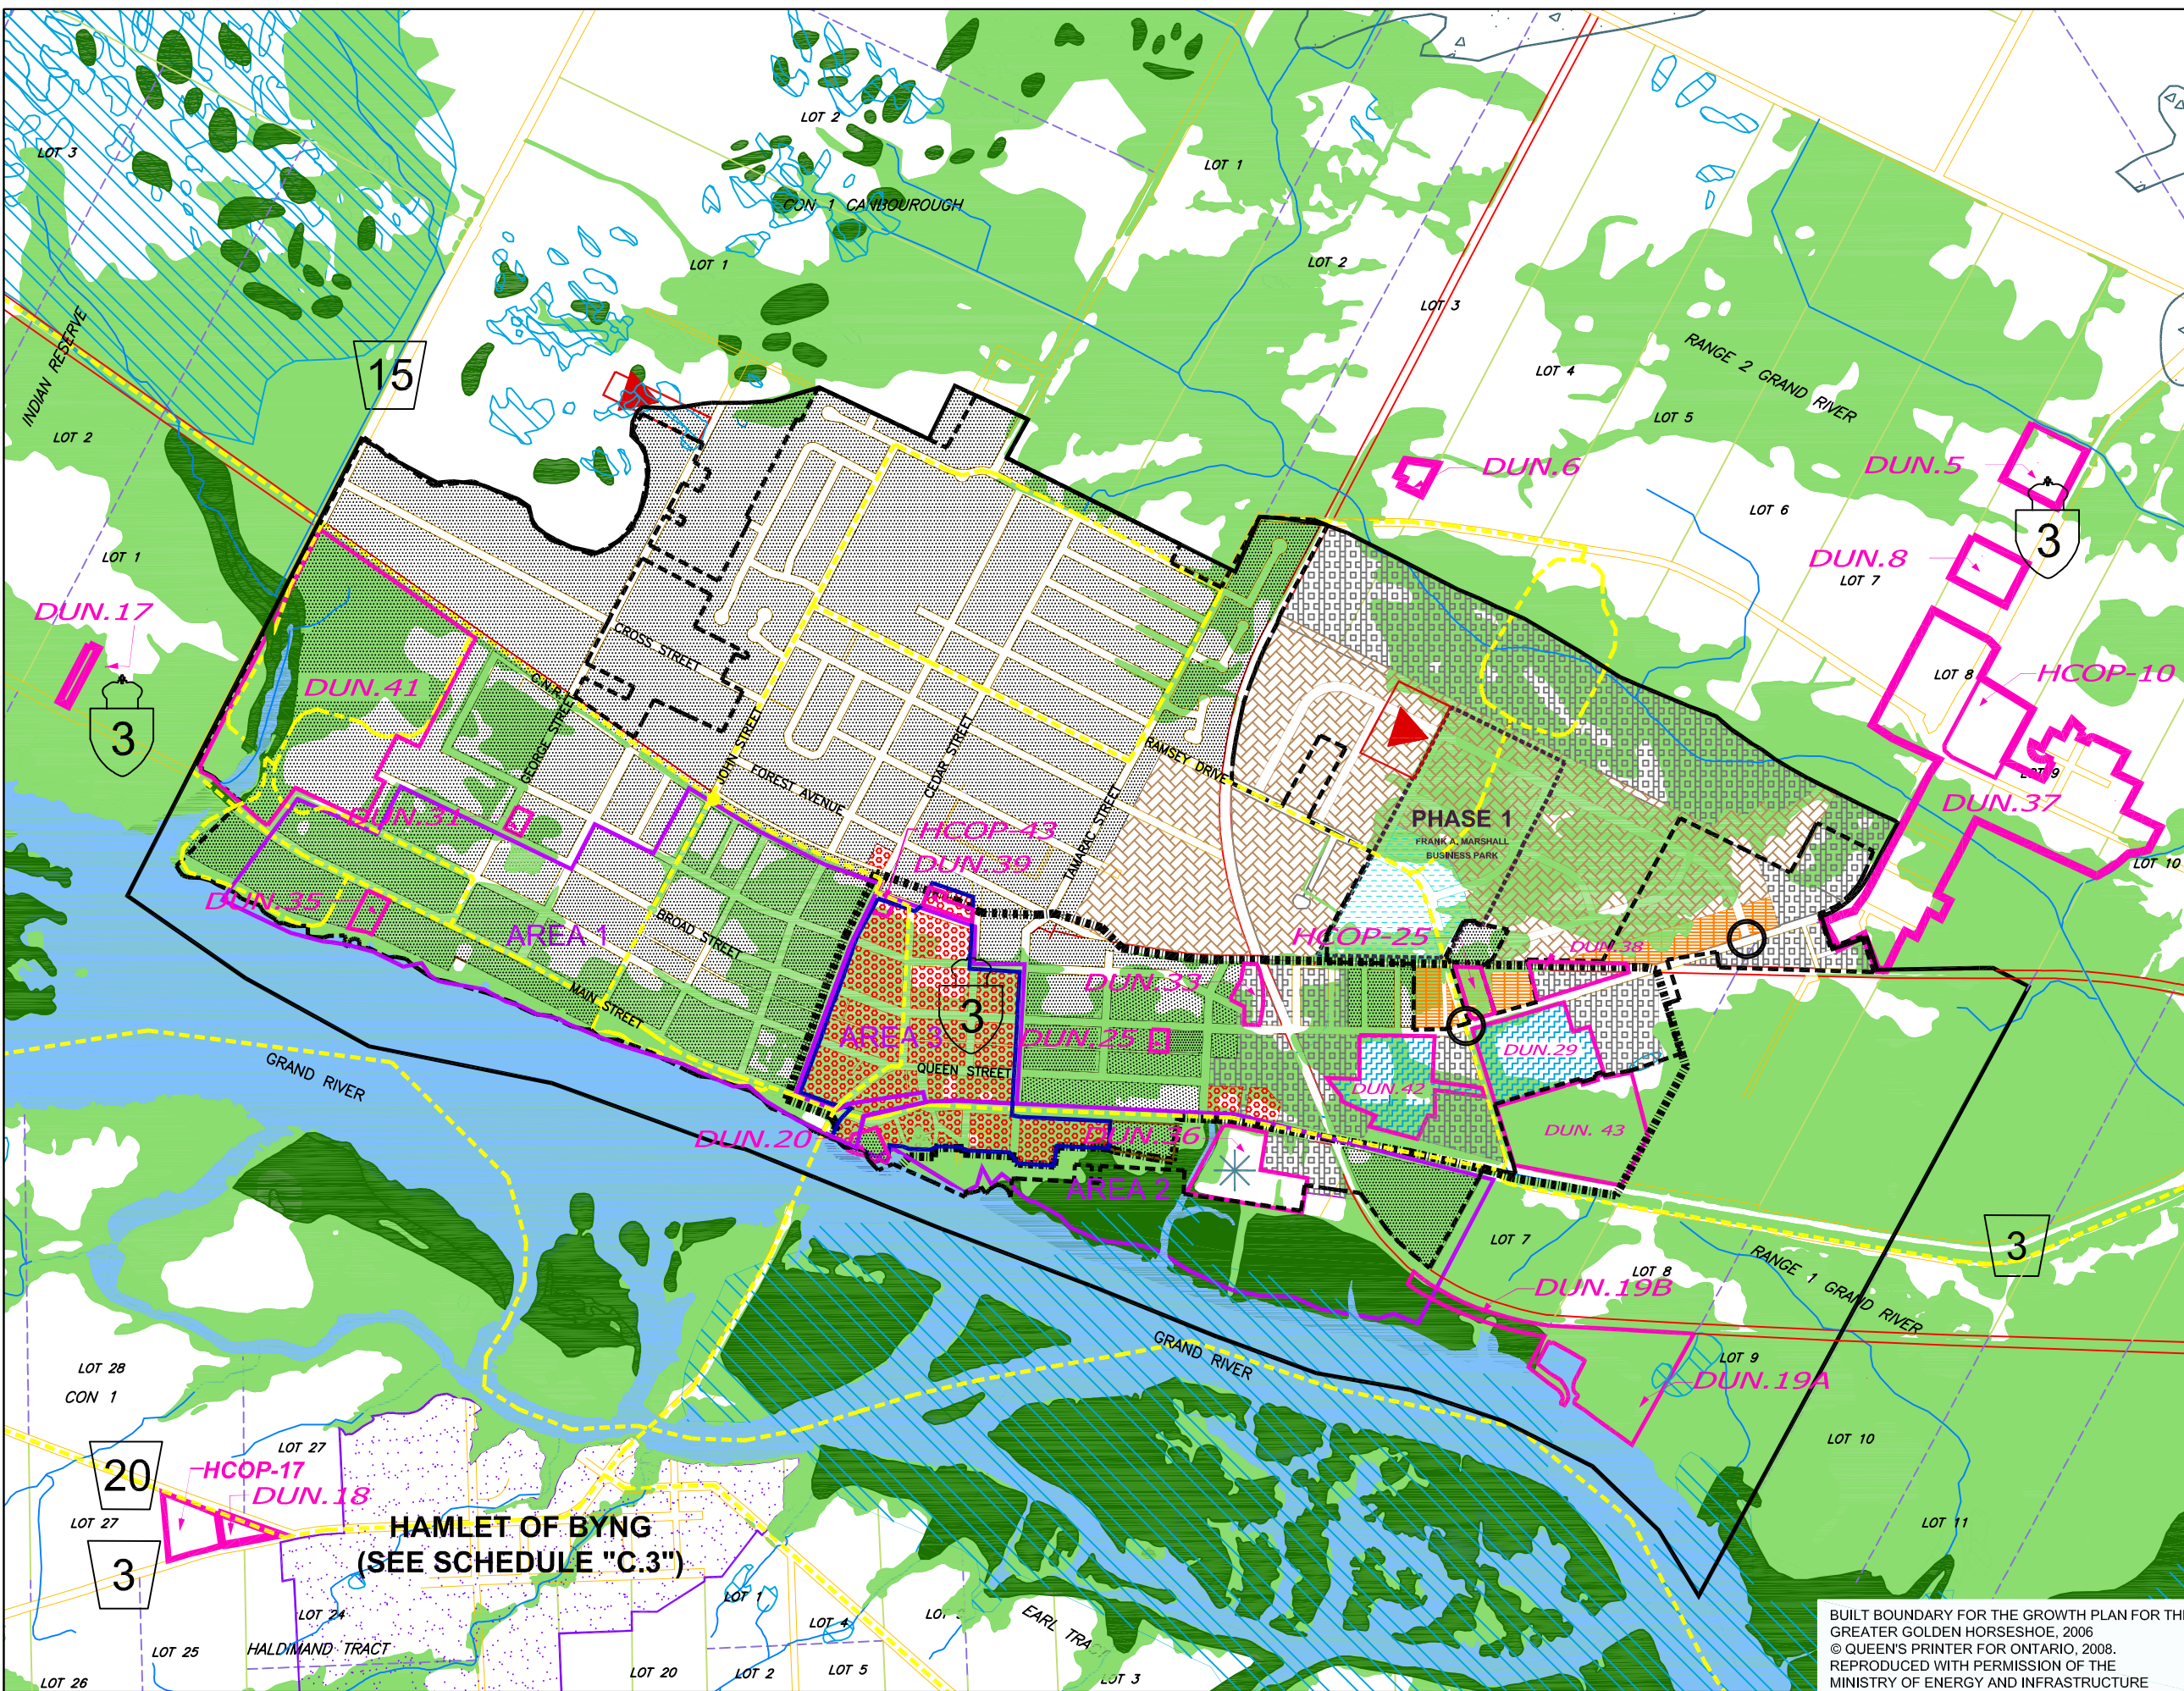 LOT 2
LOT 3
LOT 1
CON 1 CANBOUROUGH
LOT 1
LOT 2
LOT 3
INDIAN RESERVE
15
RANGE 2 GRAND RIVER
LOT 4
LOT 5
LOT 2
DUN.6
DUN.5
LOT 6
3
LOT 1
DUN.8
LOT 7
DUN.17
3
DUN.41
CROSS STREET
C.N.R.
GEORGE STREET
JOHN STREET
FOREST AVENUE
CEDAR STREET
RAMSEY DRIVE
TAMARAC STREET
LOT 8
HCOP-10
LOT 9
DUN.37
LOT 10
PHASE 1
FRANK A. MARSHALL
BUSINESS PARK
DUN.31
HCOP-43
DUN.39
DUN.35
AREA 1
BROAD STREET
MAIN STREET
HCOP-25
DUN.38
DUN.33
3
AREA 3
DUN.25
QUEEN STREET
DUN.29
DUN.42
DUN. 43
GRAND RIVER
DUN.20
DUN.36
AREA 2
LOT 7
LOT 8
RANGE 1 GRAND RIVER
3
DUN.19B
GRAND RIVER
LOT 9
DUN.19A
LOT 10
LOT 11
LOT 28
CON 1
LOT 27
20
HCOP-17
DUN.18
LOT 27
3
HAMLET OF BYNG
(SEE SCHEDULE "C.3")
LOT 24
HALDIMAND TRACT
LOT 25
LOT 26
LOT 20
LOT 1
LOT 2
LOT 4
LOT 5
LOT
EARL
LOT 3
BUILT BOUNDARY FOR THE GROWTH PLAN FOR THE
GREATER GOLDEN HORSESHOE, 2006
© QUEEN'S PRINTER FOR ONTARIO, 2008.
REPRODUCED WITH PERMISSION OF THE
MINISTRY OF ENERGY AND INFRASTRUCTURE